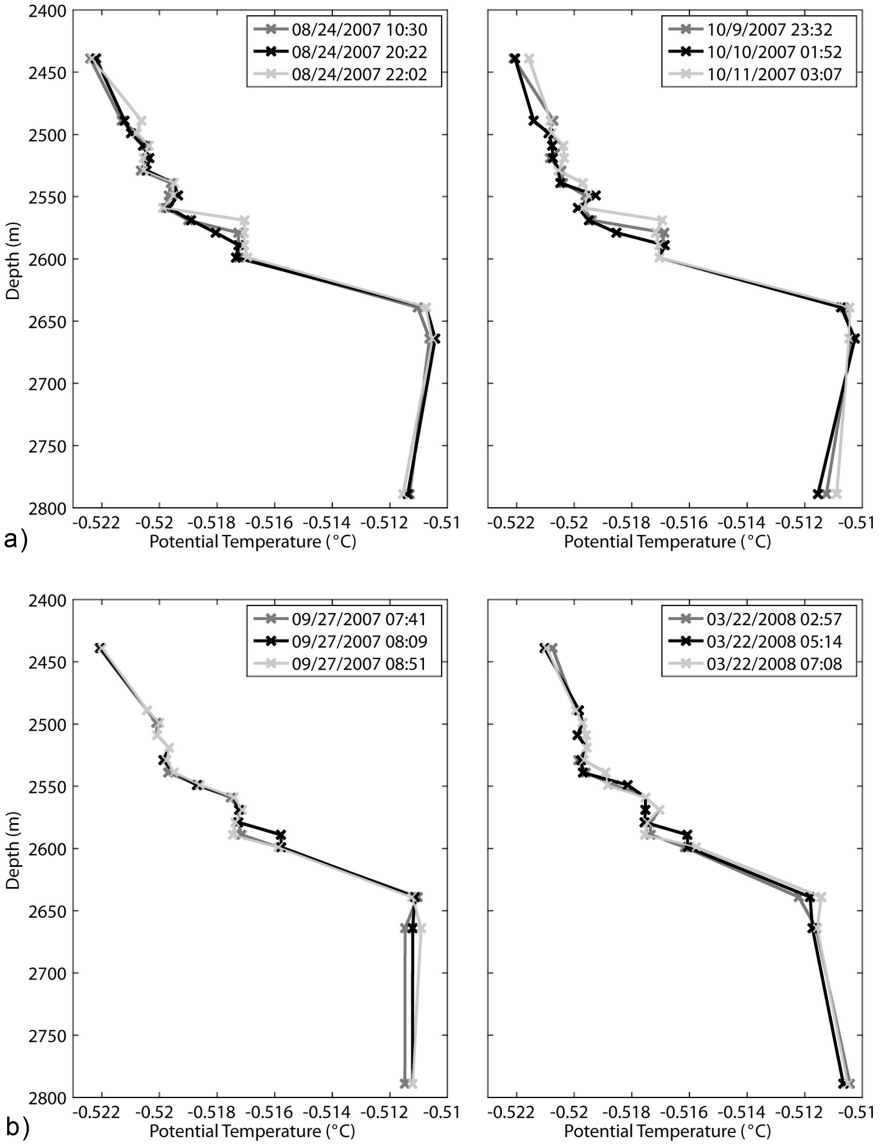 08/24/2007 10:30
08/24/2007 20:22
08/24/2007 22:02
2400
2450
2500
2550
2600
2650
2700
2750
2800
Depth (m)
-0.522 -0.52 -0.518 -0.516 -0.514 -0.512 -0.51
Potential Temperature (°C)
10/9/2007 23:32
10/10/2007 01:52
10/11/2007 03:07
-0.522 -0.52 -0.518 -0.516 -0.514 -0.512 -0.51
Potential Temperature (°C)
a)
09/27/2007 07:41
09/27/2007 08:09
09/27/2007 08:51
2400
2450
2500
2550
2600
2650
2700
2750
2800
Depth (m)
-0.522 -0.52 -0.518 -0.516 -0.514 -0.512 -0.51
Potential Temperature (°C)
03/22/2008 02:57
03/22/2008 05:14
03/22/2008 07:08
-0.522 -0.52 -0.518 -0.516 -0.514 -0.512 -0.51
Potential Temperature (°C)
b)